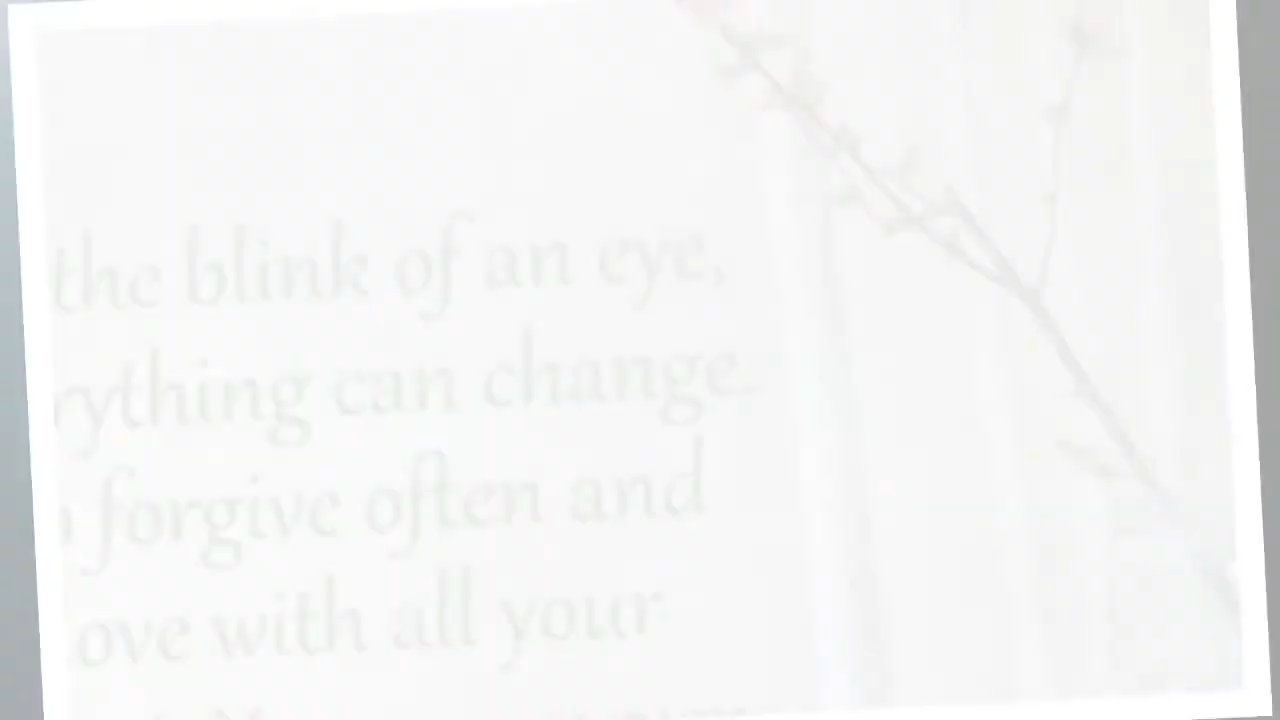 the blink of an eye,
rything can change.
forgive often and
ove with all your